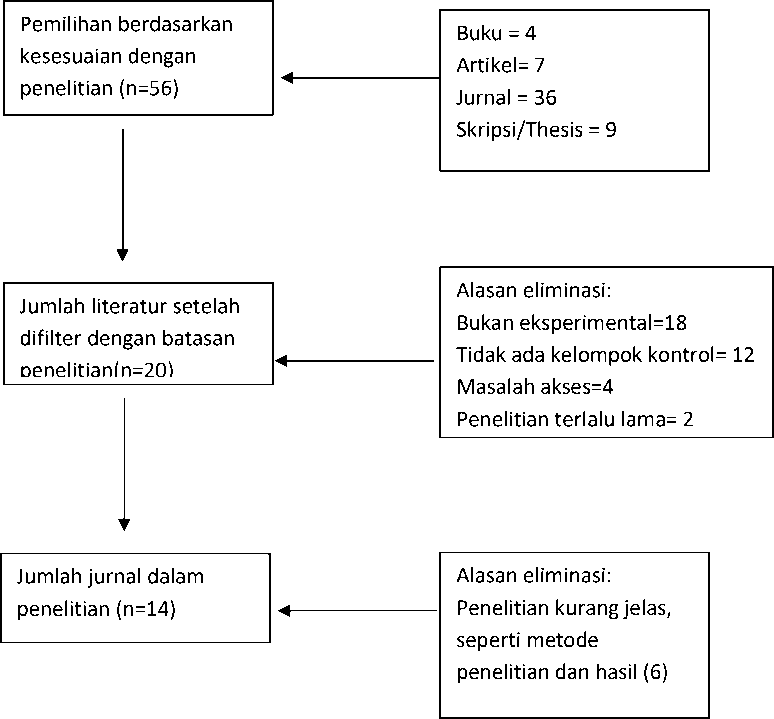 Pemilihan berdasarkan
kesesuaian dengan
penelitian (n=56)
Buku = 4
Artikel= 7
Jurnal = 36
Skripsi/Thesis = 9
Jumlah literatur setelah
difilter dengan batasan
penelitian(n=20)
Alasan eliminasi:
Bukan eksperimental=18
Tidak ada kelompok kontrol= 12
Masalah akses=4
Penelitian terlalu lama= 2
Jumlah jurnal dalam
penelitian (n=14)
Alasan eliminasi:
Penelitian kurang jelas,
seperti metode
penelitian dan hasil (6)